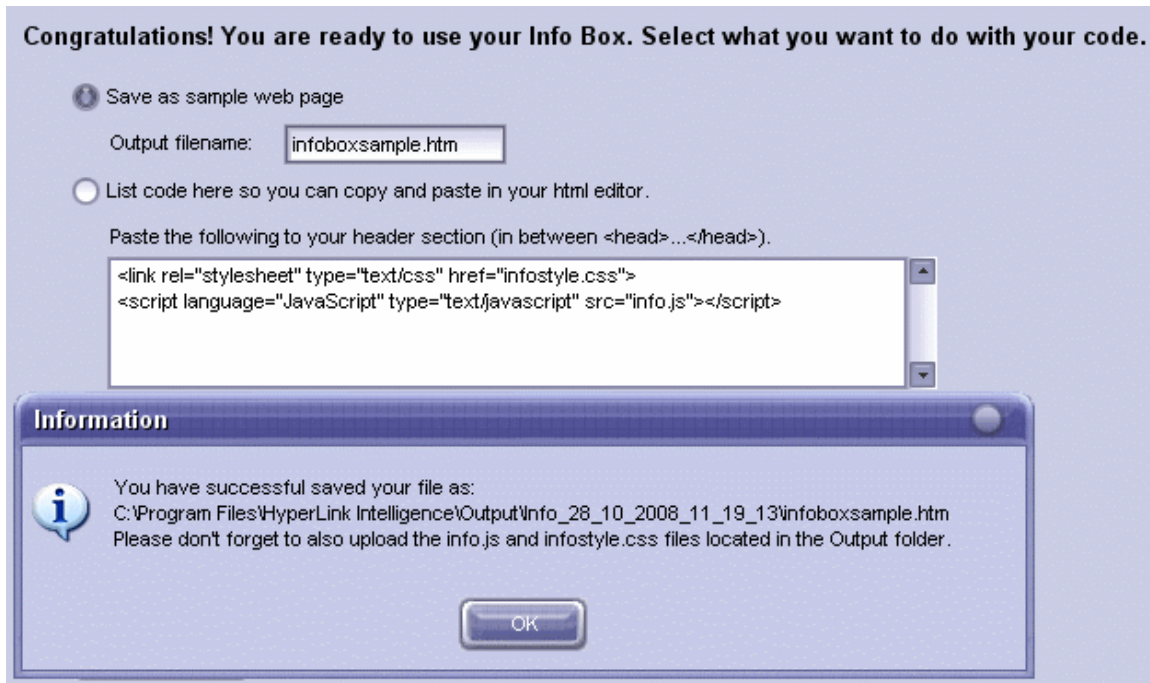 Congratulations! You are ready to use your Info Box. Select what you want to do with your code.
Save as sample web page
Output filename: infoboxsample.htm
List code here so you can copy and paste in your html editor.
Paste the following to your header section (in between <head>...</head>).
<link rel="stylesheet" type="text/css" href="infostyle.css">
<script language="JavaScript" type="text/javascript" src="info.js"></script>
Information
You have successful saved your file as:
C:\Program Files\HyperLink Intelligence\Output\Info_28_10_2008_11_19_13\infoboxsample.htm
Please don't forget to also upload the info.js and infostyle.css files located in the Output folder.
OK